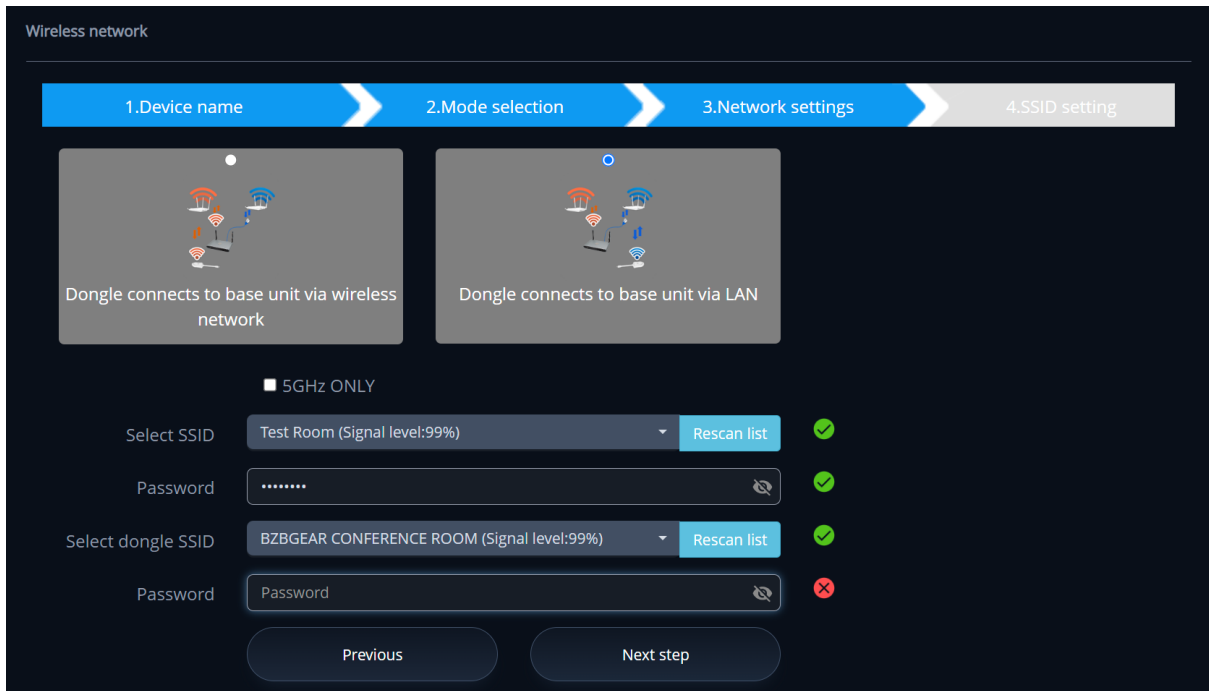 Wireless network
1.Device name
2.Mode selection
3.Network settings
4.SSID setting
Dongle connects to base unit via wireless
network
Dongle connects to base unit via LAN
5GHz ONLY
Select SSID
Test Room (Signal level:99%)
Rescan list
Password
••••••••
Select dongle SSID
BZBGEAR CONFERENCE ROOM (Signal level:99%)
Rescan list
Password
Password
Previous
Next step